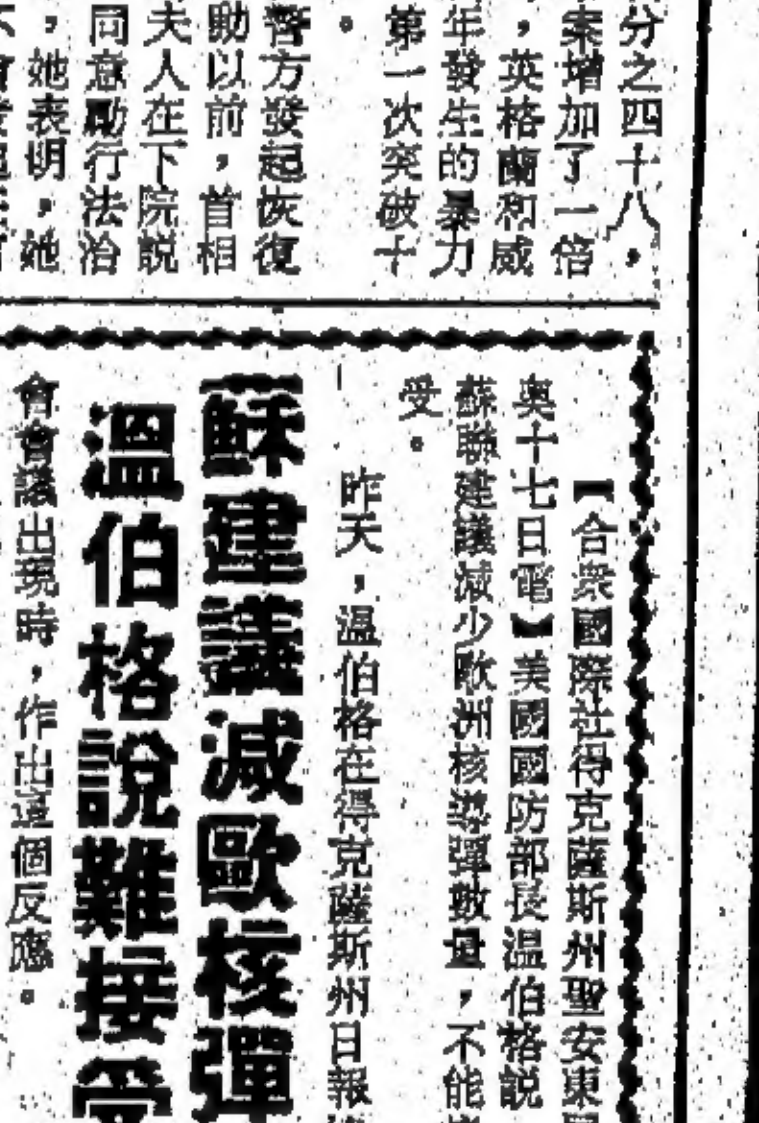 分之四十八，
案增加了一倍
，英格蘭和威
年發生的暴力
第一次突破十
。
警方發起恢復
助以前，首相
夫人在下院說
同意勵行法治
，她表明，她
【合衆國際社得克薩斯州聖安東
奥十七日電】美國國防部長温伯格説
蘇聯建議減少歐洲核導彈數量，不能
受。
昨天，温伯格在得克薩斯州日報
蘇建議減歐核彈
溫伯格說難接受
會會議出現時，作出這個反應。